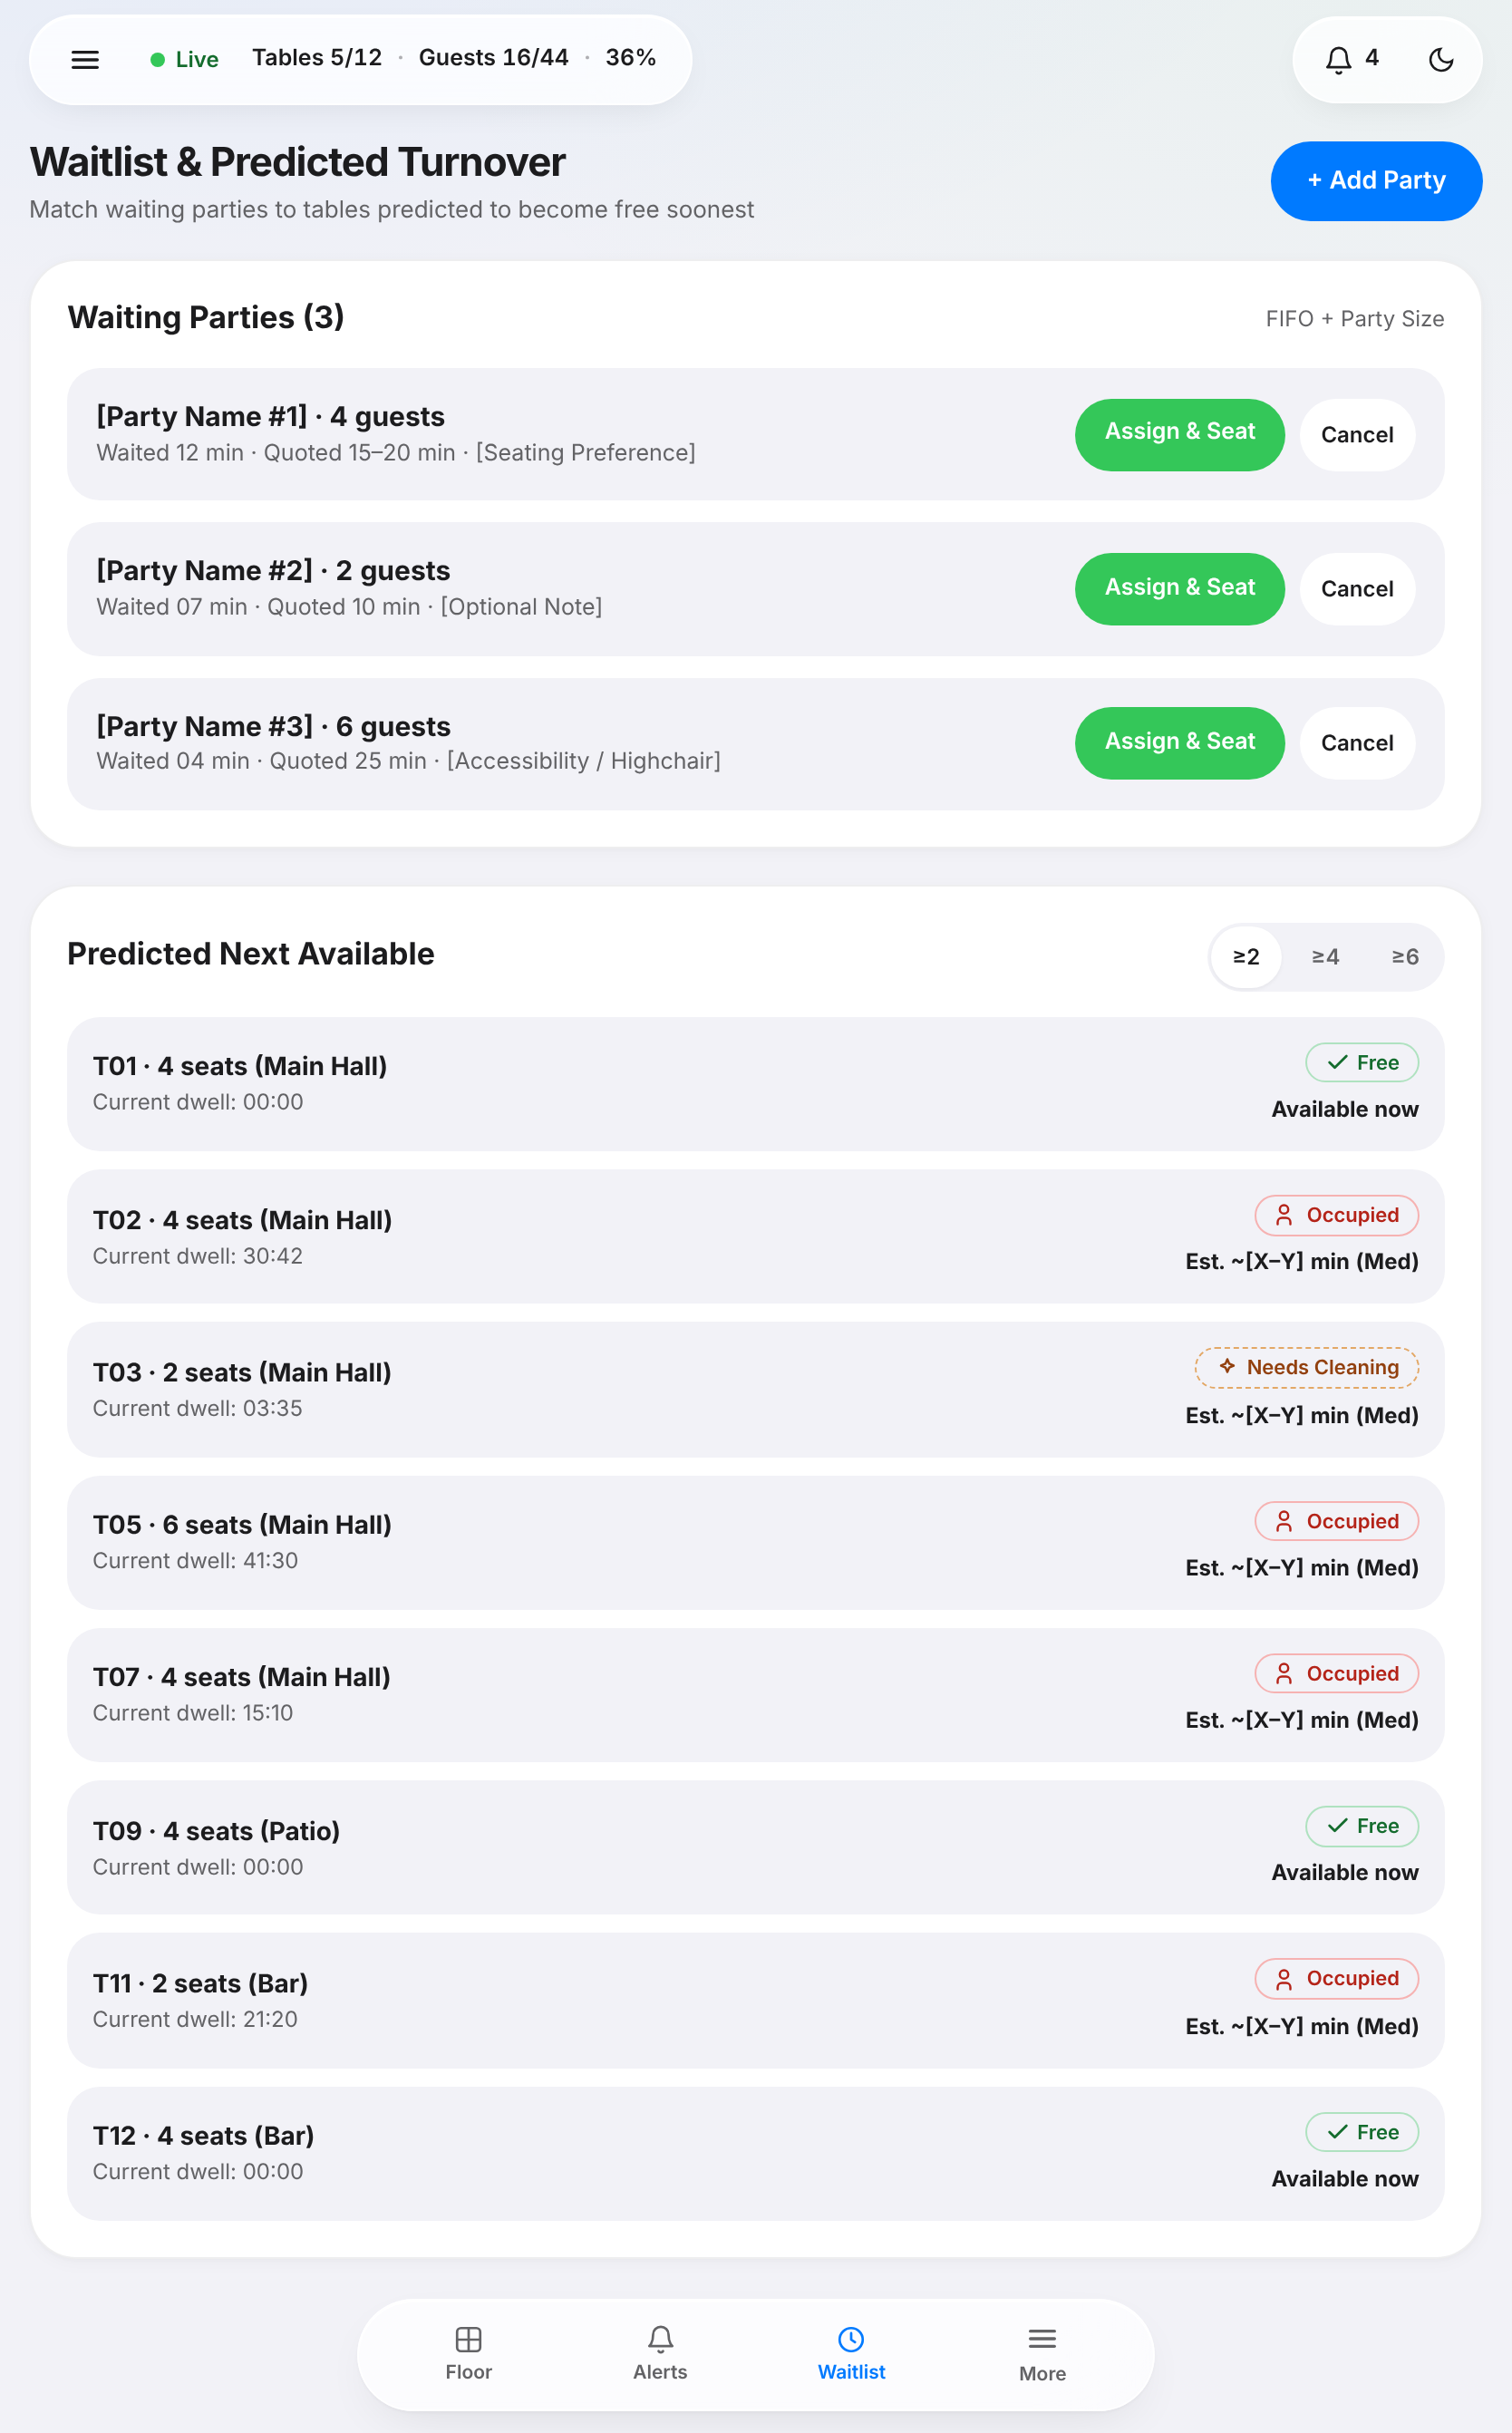 Live Tables 5/12 · Guests 16/44 · 36%
4
Waitlist & Predicted Turnover
Match waiting parties to tables predicted to become free soonest
+ Add Party
Waiting Parties (3)
FIFO + Party Size
[Party Name #1] · 4 guests
Waited 12 min · Quoted 15–20 min · [Seating Preference]
Assign & Seat
Cancel
[Party Name #2] · 2 guests
Waited 07 min · Quoted 10 min · [Optional Note]
Assign & Seat
Cancel
[Party Name #3] · 6 guests
Waited 04 min · Quoted 25 min · [Accessibility / Highchair]
Assign & Seat
Cancel
Predicted Next Available
≥2 ≥4 ≥6
T01 · 4 seats (Main Hall)
Current dwell: 00:00
Free
Available now
T02 · 4 seats (Main Hall)
Current dwell: 30:42
Occupied
Est. ~[X–Y] min (Med)
T03 · 2 seats (Main Hall)
Current dwell: 03:35
Needs Cleaning
Est. ~[X–Y] min (Med)
T05 · 6 seats (Main Hall)
Current dwell: 41:30
Occupied
Est. ~[X–Y] min (Med)
T07 · 4 seats (Main Hall)
Current dwell: 15:10
Occupied
Est. ~[X–Y] min (Med)
T09 · 4 seats (Patio)
Current dwell: 00:00
Free
Available now
T11 · 2 seats (Bar)
Current dwell: 21:20
Occupied
Est. ~[X–Y] min (Med)
T12 · 4 seats (Bar)
Current dwell: 00:00
Free
Available now
Floor
Alerts
Waitlist
More